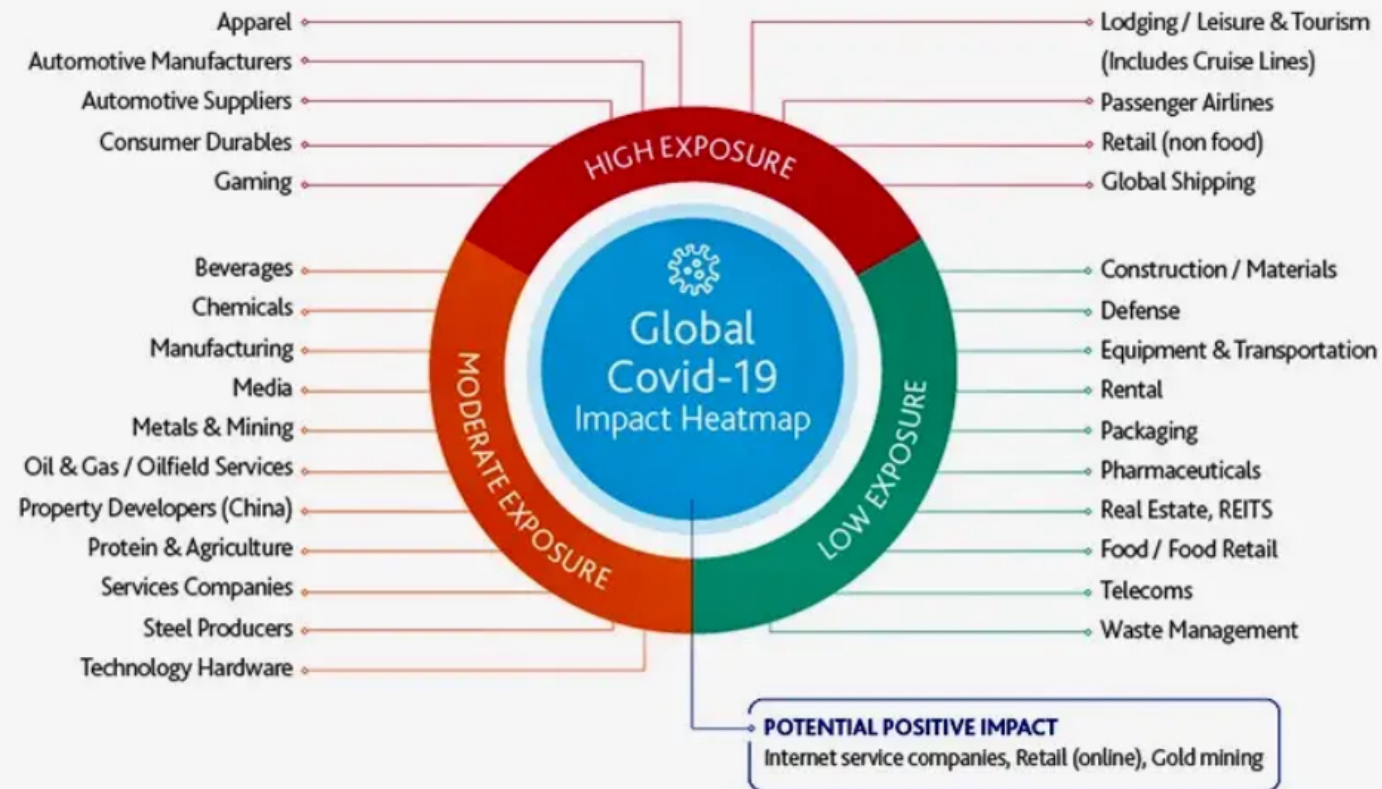 Apparel
Automotive Manufacturers
Automotive Suppliers
Consumer Durables
Gaming
Lodging / Leisure & Tourism
(Includes Cruise Lines)
Passenger Airlines
Retail (non food)
Global Shipping
HIGH EXPOSURE
Beverages
Chemicals
Manufacturing
Media
Metals & Mining
Oil & Gas / Oilfield Services
Property Developers (China)
Protein & Agriculture
Services Companies
Steel Producers
Technology Hardware
MODERATE EXPOSURE
Global
Covid-19
Impact Heatmap
LOW EXPOSURE
Construction / Materials
Defense
Equipment & Transportation
Rental
Packaging
Pharmaceuticals
Real Estate, REITS
Food / Food Retail
Telecoms
Waste Management
POTENTIAL POSITIVE IMPACT
Internet service companies, Retail (online), Gold mining